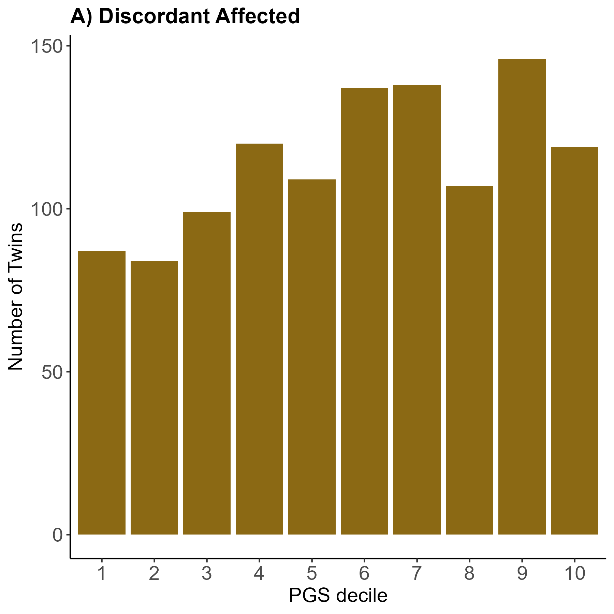 A) Discordant Affected
150
100
50
0
Number of Twins
1 2 3 4 5 6 7 8 9 10
PGS decile